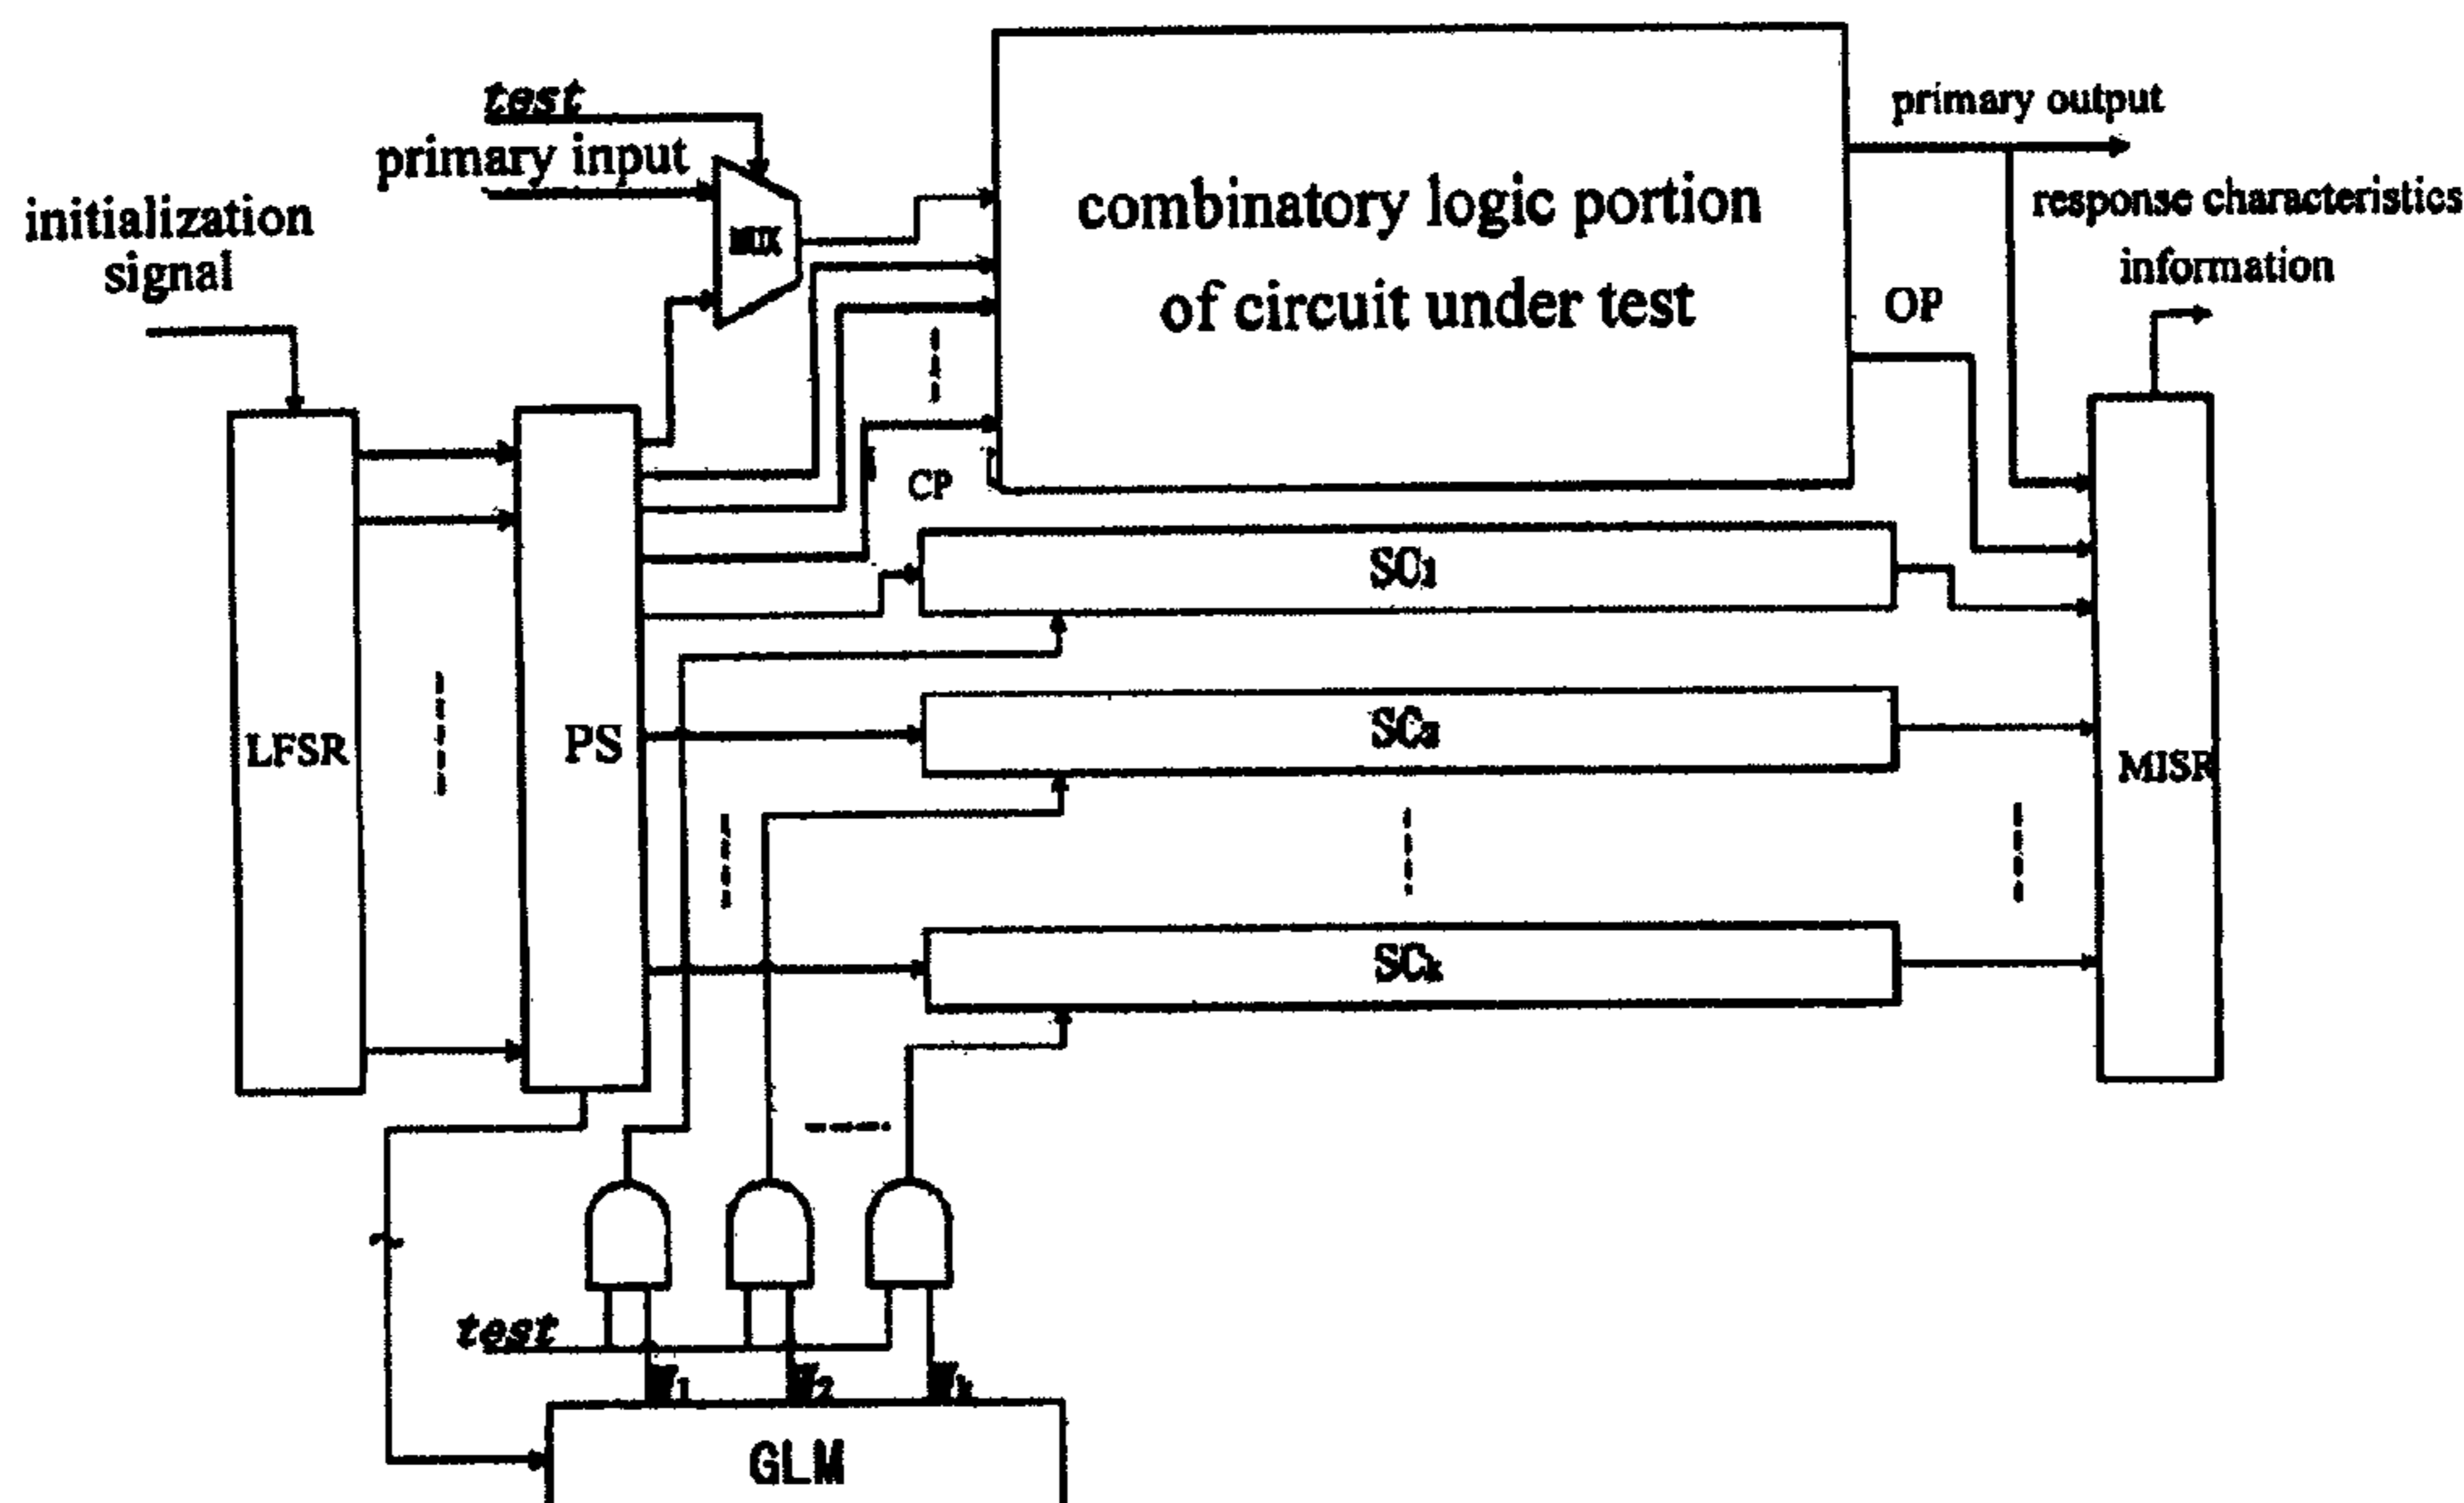 test
primary input
initialization
signal
MUX
combinatory logic portion
of circuit under test
primary output
response characteristics
information
OP
CP
SC1
LFSR
PS
MISR
SCk
test
W1
W2
Wk
GLM